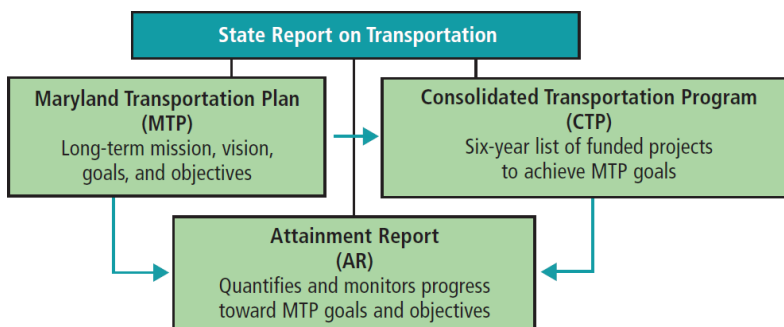 State Report on Transportation
Maryland Transportation Plan
(MTP)
Long-term mission, vision,
goals, and objectives
Consolidated Transportation Program
(CTP)
Six-year list of funded projects
to achieve MTP goals
Attainment Report
(AR)
Quantifies and monitors progress
toward MTP goals and objectives